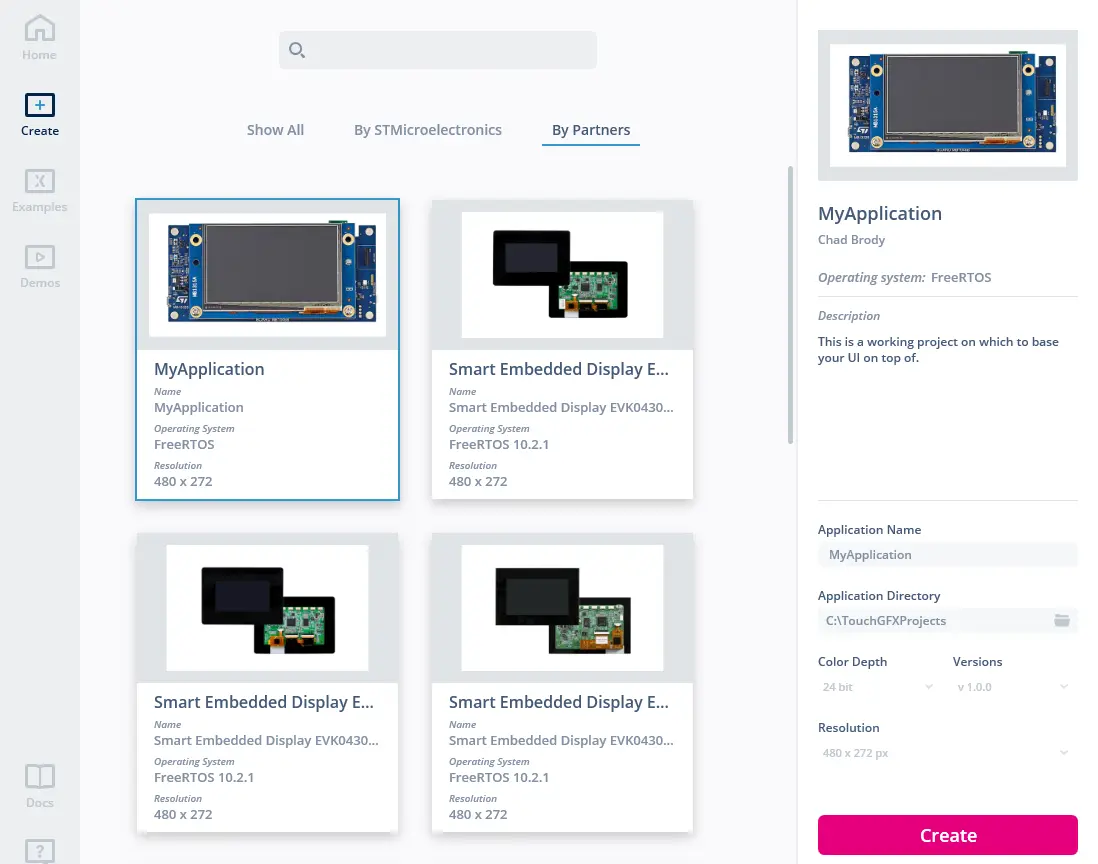 Home
Create
Examples
Demos
Docs
?
Show All
By STMicroelectronics
By Partners
MyApplication
Name
MyApplication
Operating System
FreeRTOS
Resolution
480 x 272
Smart Embedded Display E...
Name
Smart Embedded Display EVK0430...
Operating System
FreeRTOS 10.2.1
Resolution
480 x 272
Smart Embedded Display E...
Name
Smart Embedded Display EVK0430...
Operating System
FreeRTOS 10.2.1
Resolution
480 x 272
Smart Embedded Display E...
Name
Smart Embedded Display EVK0430...
Operating System
FreeRTOS 10.2.1
Resolution
480 x 272
MyApplication
Chad Brody
Operating system: FreeRTOS
Description
This is a working project on which to base
your UI on top of.
Application Name
MyApplication
Application Directory
C:\TouchGFXProjects
Color Depth
Versions
24 bit
v 1.0.0
Resolution
480 x 272 px
Create